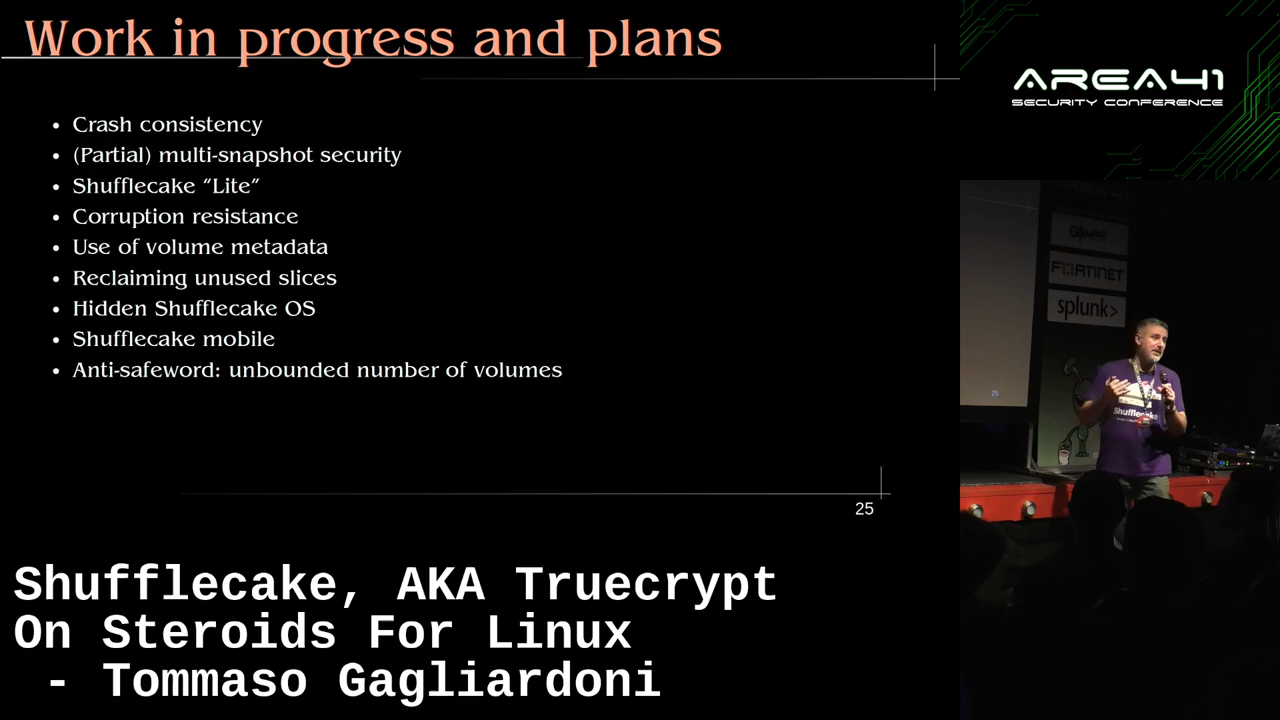 Work in progress and plans
• Crash consistency
• (Partial) multi-snapshot security
• Shufflecake “Lite”
• Corruption resistance
• Use of volume metadata
• Reclaiming unused slices
• Hidden Shufflecake OS
• Shufflecake mobile
• Anti-safeword: unbounded number of volumes
25
Shufflecake, AKA Truecrypt
On Steroids For Linux
- Tommaso Gagliardoni
AREA41
SECURITY CONFERENCE
FORTINET
splunk>
Shufflecake
25